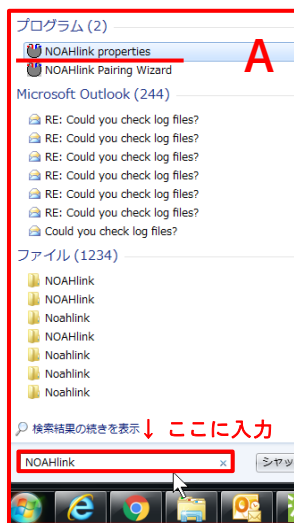 プログラム (2)
NOAHlink properties
A
NOAHlink Pairing Wizard
Microsoft Outlook (244)
RE: Could you check log files?
RE: Could you check log files?
RE: Could you check log files?
RE: Could you check log files?
RE: Could you check log files?
RE: Could you check log files?
Could you check log files?
ファイル (1234)
NOAHlink
NOAHlink
Noahlink
NOAHlink
Noahlink
Noahlink
Noahlink
検索結果の続きを表示
↓ ここに入力
NOAHlink
×
シャッ